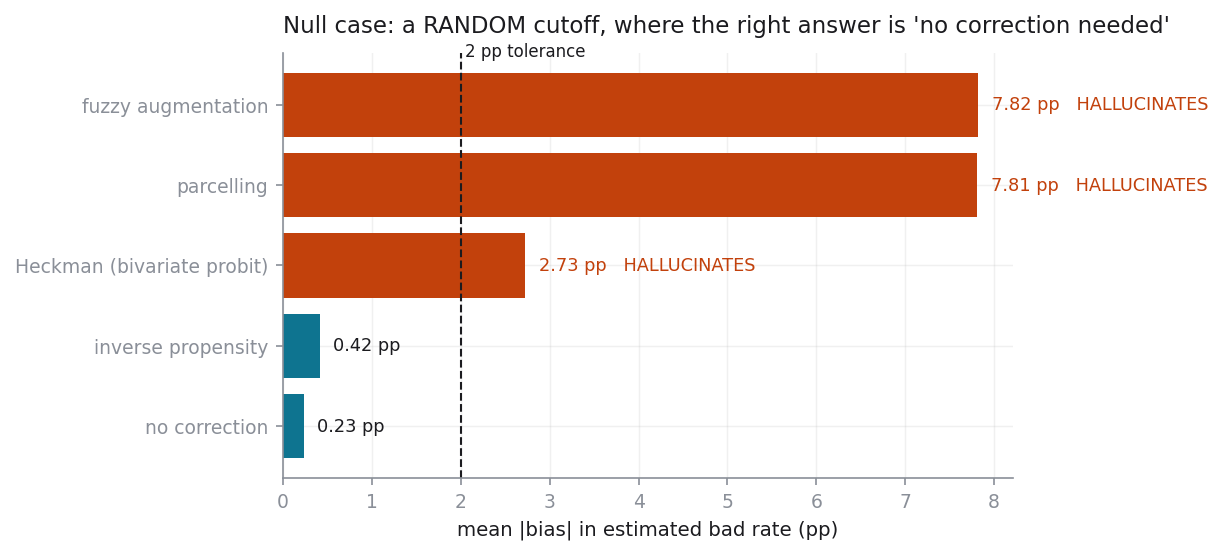 Null case: a RANDOM cutoff, where the right answer is 'no correction needed'
2 pp tolerance
fuzzy augmentation
7.82 pp HALLUCINATES
parcelling
7.81 pp HALLUCINATES
Heckman (bivariate probit)
2.73 pp HALLUCINATES
inverse propensity
0.42 pp
no correction
0.23 pp
0 1 2 3 4 5 6 7 8
mean |bias| in estimated bad rate (pp)